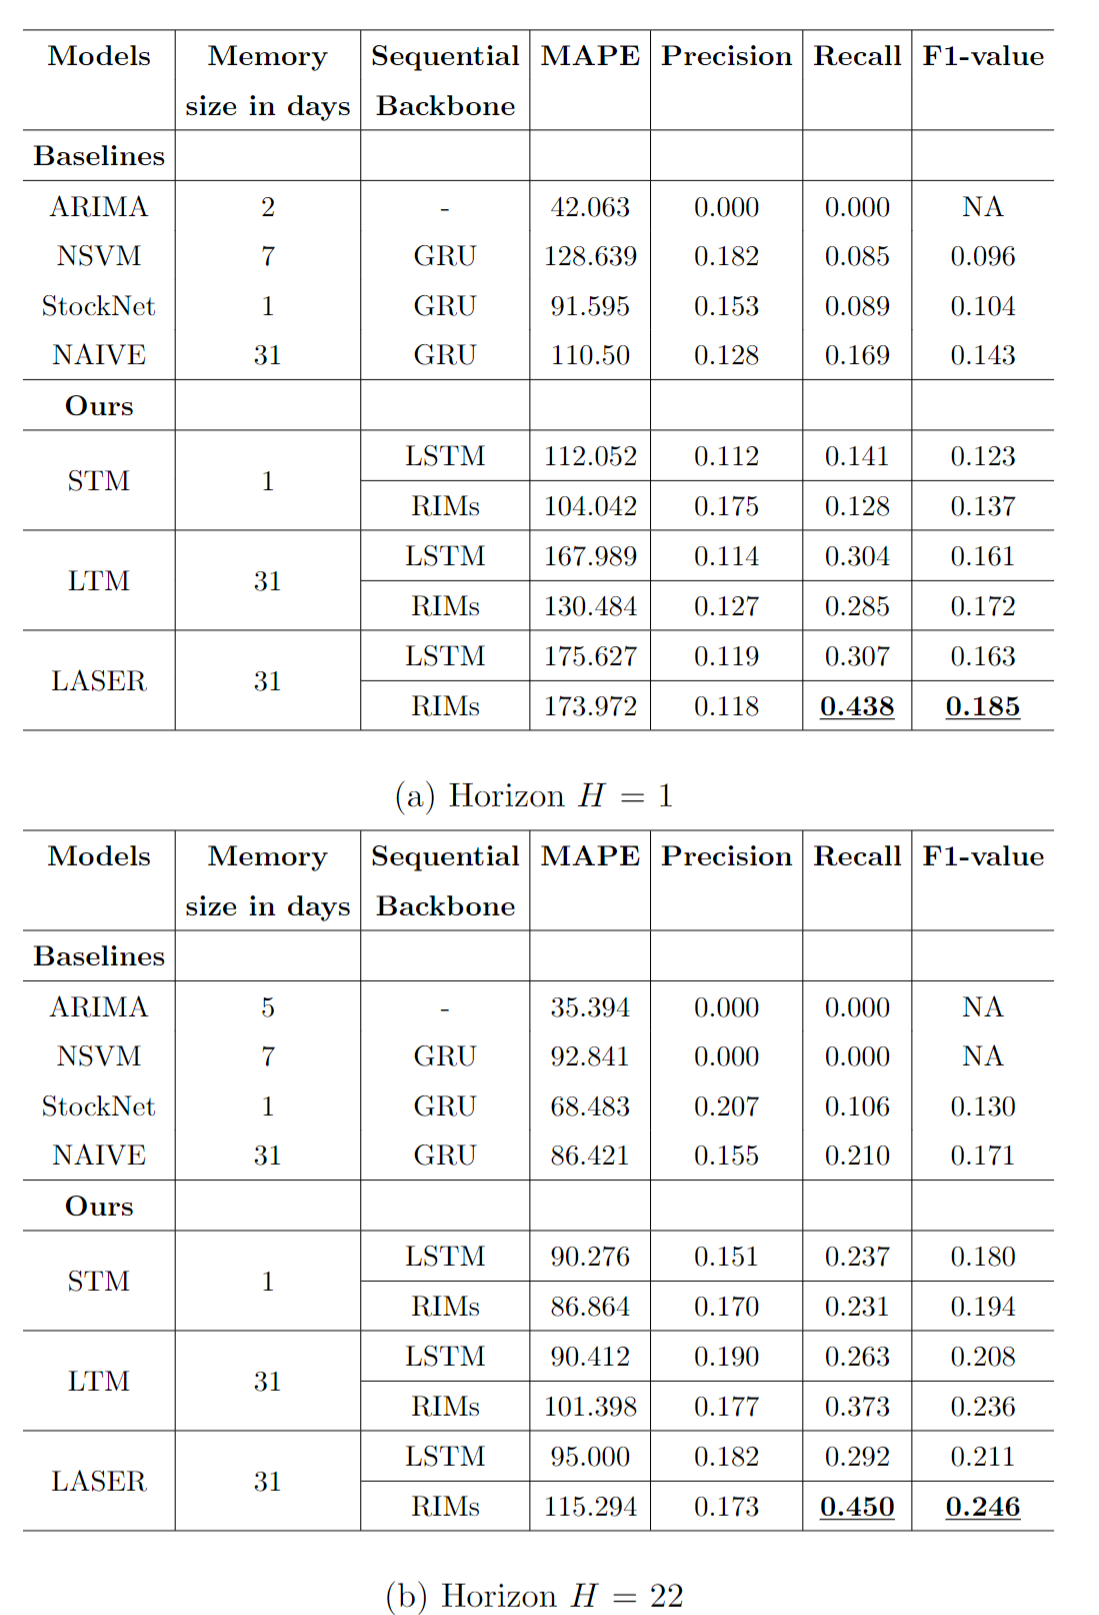 Models Memory Sequential MAPE Precision Recall F1-value
size in days Backbone
Baselines
ARIMA 2 - 42.063 0.000 0.000 NA
NSVM 7 GRU 128.639 0.182 0.085 0.096
StockNet 1 GRU 91.595 0.153 0.089 0.104
NAIVE 31 GRU 110.50 0.128 0.169 0.143
Ours
LSTM 112.052 0.112 0.141 0.123
STM 1
RIMs 104.042 0.175 0.128 0.137
LSTM 167.989 0.114 0.304 0.161
LTM 31
RIMs 130.484 0.127 0.285 0.172
LSTM 175.627 0.119 0.307 0.163
LASER 31
RIMs 173.972 0.118 0.438 0.185
(a) Horizon H = 1
Models Memory Sequential MAPE Precision Recall F1-value
size in days Backbone
Baselines
ARIMA 5 - 35.394 0.000 0.000 NA
NSVM 7 GRU 92.841 0.000 0.000 NA
StockNet 1 GRU 68.483 0.207 0.106 0.130
NAIVE 31 GRU 86.421 0.155 0.210 0.171
Ours
LSTM 90.276 0.151 0.237 0.180
STM 1
RIMs 86.864 0.170 0.231 0.194
LSTM 90.412 0.190 0.263 0.208
LTM 31
RIMs 101.398 0.177 0.373 0.236
LSTM 95.000 0.182 0.292 0.211
LASER 31
RIMs 115.294 0.173 0.450 0.246
(b) Horizon H = 22